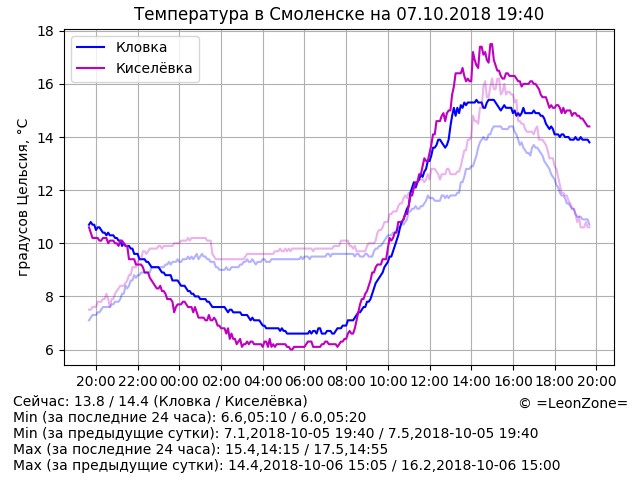 Температура в Смоленске на 07.10.2018 19:40
градусов Цельсия, °C
18
16
14
12
10
8
6
Кловка
Киселёвка
20:00 22:00 00:00 02:00 04:00 06:00 08:00 10:00 12:00 14:00 16:00 18:00 20:00
Сейчас: 13.8 / 14.4 (Кловка / Киселёвка)
© =LeonZone=
Min (за последние 24 часа): 6.6,05:10 / 6.0,05:20
Min (за предыдущие сутки): 7.1,2018-10-05 19:40 / 7.5,2018-10-05 19:40
Max (за последние 24 часа): 15.4,14:15 / 17.5,14:55
Max (за предыдущие сутки): 14.4,2018-10-06 15:05 / 16.2,2018-10-06 15:00